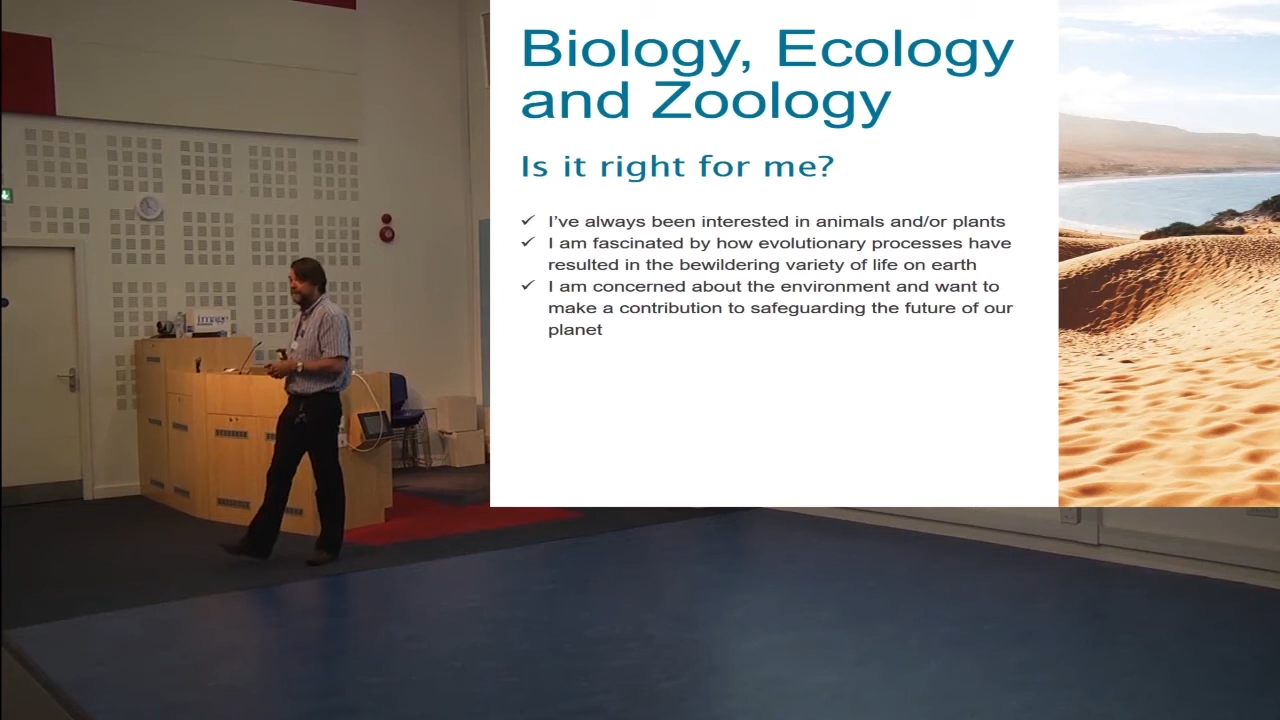 Biology, Ecology
and Zoology
Is it right for me?
✓ I’ve always been interested in animals and/or plants
✓ I am fascinated by how evolutionary processes have
resulted in the bewildering variety of life on earth
✓ I am concerned about the environment and want to
make a contribution to safeguarding the future of our
planet
image